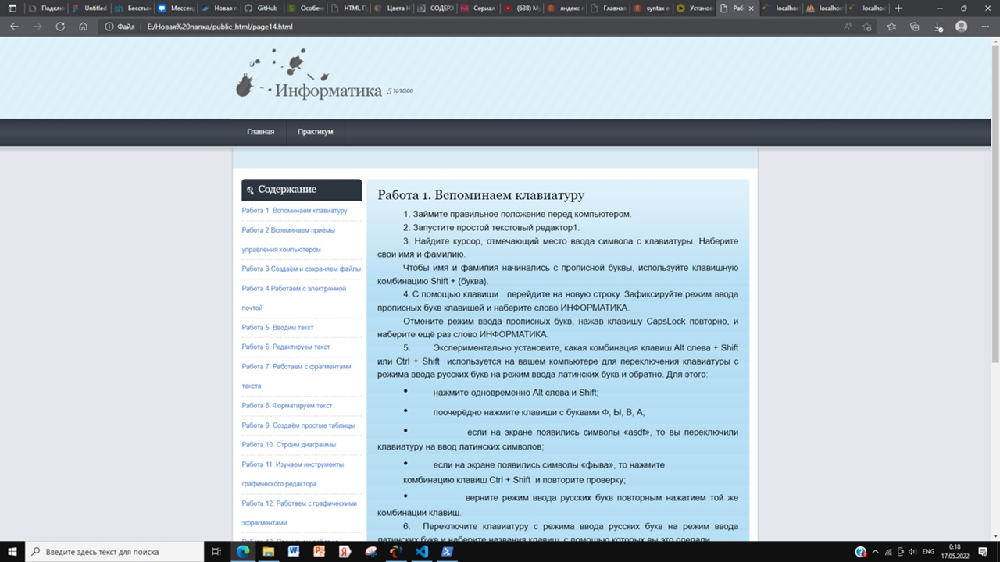 Подклю
Untitled
Бесспо
Мессен
Новая п
GitHub
Особен
HTML Г
Цвета H
СОДЕР
Сериал
(638) М
яндекс
Главная
syntax e
Устано
Раб
localhos
localhos
localhos
Файл E:/Новая%20папка/public_html/page14.html
Информатика 5 класс
Главная Практикум
Содержание
Работа 1. Вспоминаем клавиатуру
Работа 2.Вспоминаем приёмы
управления компьютером
Работа 3.Создаём и сохраняем файлы
Работа 4.Работаем с электронной
почтой
Работа 5. Вводим текст
Работа 6. Редактируем текст
Работа 7. Работаем с фрагментами
текста
Работа 8. Форматируем текст
Работа 9. Создаём простые таблицы
Работа 10. Строим диаграммы
Работа 11. Изучаем инструменты
графического редактора
Работа 12. Работаем с графическими
эфрагментами
Работа 1. Вспоминаем клавиатуру
1. Займите правильное положение перед компьютером.
2. Запустите простой текстовый редактор1.
3. Найдите курсор, отмечающий место ввода символа с клавиатуры. Наберите
свои имя и фамилию.
Чтобы имя и фамилия начинались с прописной буквы, используйте клавишную
комбинацию Shift + {буква}.
4. С помощью клавиши перейдите на новую строку. Зафиксируйте режим ввода
прописных букв клавишей и наберите слово ИНФОРМАТИКА.
Отмените режим ввода прописных букв, нажав клавишу CapsLock повторно, и
наберите ещё раз слово ИНФОРМАТИКА.
5. Экспериментально установите, какая комбинация клавиш Alt слева + Shift
или Ctrl + Shift используется на вашем компьютере для переключения клавиатуры с
режима ввода русских букв на режим ввода латинских букв и обратно. Для этого:
• нажмите одновременно Alt слева и Shift;
• поочерёдно нажмите клавиши с буквами Ф, Ы, В, А;
• если на экране появились символы «asdf», то вы переключили
клавиатуру на ввод латинских символов;
• если на экране появились символы «фыва», то нажмите
комбинацию клавиш Ctrl + Shift и повторите проверку;
• верните режим ввода русских букв повторным нажатием той же
комбинации клавиш.
6. Переключите клавиатуру с режима ввода русских букв на режим ввода
латинских букв и наберите названия клавиш, с помощью которых вы это сделали.
Введите здесь текст для поиска
ENG
0:18
17.05.2022